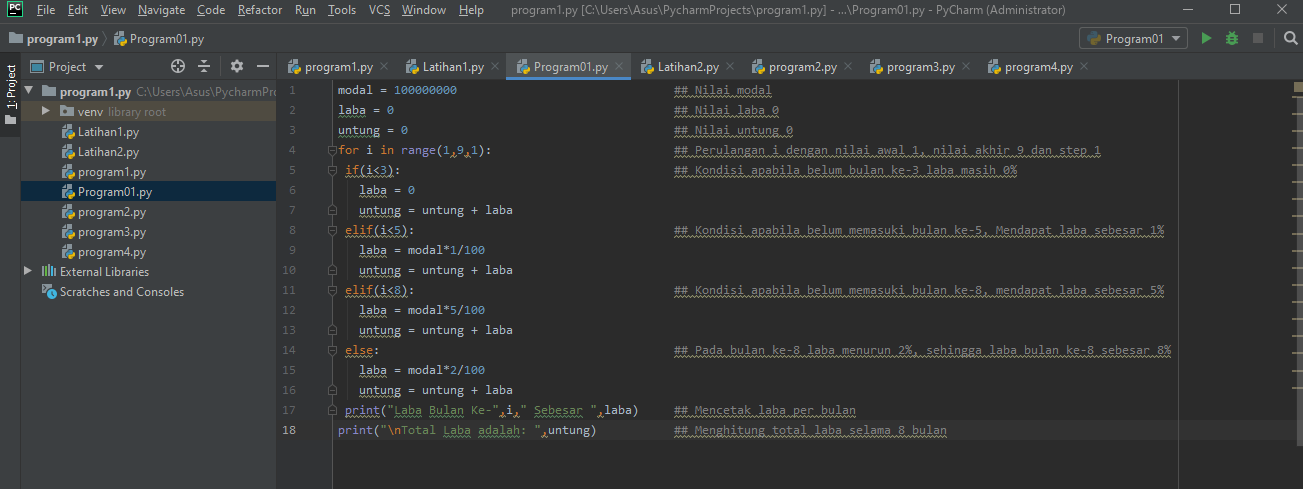 PC File Edit View Navigate Code Refactor Run Tools VCS Window Help program1.py [C:\Users\Asus\PycharmProjects\program1.py] - ...\Program01.py - PyCharm (Administrator)
program1.py Program01.py Program01
1: Project
Project
program1.py C:\Users\Asus\PycharmPro
venv library root
Latihan1.py
Latihan2.py
program1.py
Program01.py
program2.py
program3.py
program4.py
External Libraries
Scratches and Consoles
program1.py Latihan1.py Program01.py Latihan2.py program2.py program3.py program4.py
1 modal = 100000000 ## Nilai modal
2 laba = 0 ## Nilai laba 0
3 untung = 0 ## Nilai untung 0
4 for i in range(1,9,1): ## Perulangan i dengan nilai awal 1, nilai akhir 9 dan step 1
5 if(i<3): ## Kondisi apabila belum bulan ke-3 laba masih 0%
6 laba = 0
7 untung = untung + laba
8 elif(i<5): ## Kondisi apabila belum memasuki bulan ke-5, Mendapat laba sebesar 1%
9 laba = modal*1/100
10 untung = untung + laba
11 elif(i<8): ## Kondisi apabila belum memasuki bulan ke-8, mendapat laba sebesar 5%
12 laba = modal*5/100
13 untung = untung + laba
14 else: ## Pada bulan ke-8 laba menurun 2%, sehingga laba bulan ke-8 sebesar 8%
15 laba = modal*2/100
16 untung = untung + laba
17 print("Laba Bulan Ke-",i," Sebesar ",laba) ## Mencetak laba per bulan
18 print("\nTotal Laba adalah: ",untung) ## Menghitung total laba selama 8 bulan